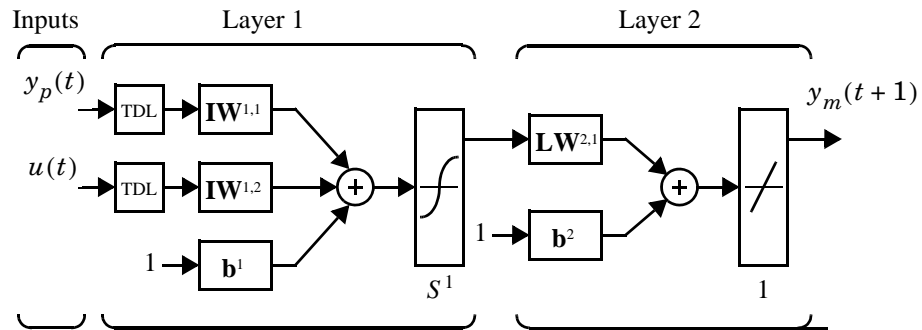 Inputs Layer 1 Layer 2
y_p(t) y_m(t+1)
TDL IW^{1,1} LW^{2,1}
u(t)
TDL IW^{1,2} +  +
1 b^1 1 b^2
S^1 1